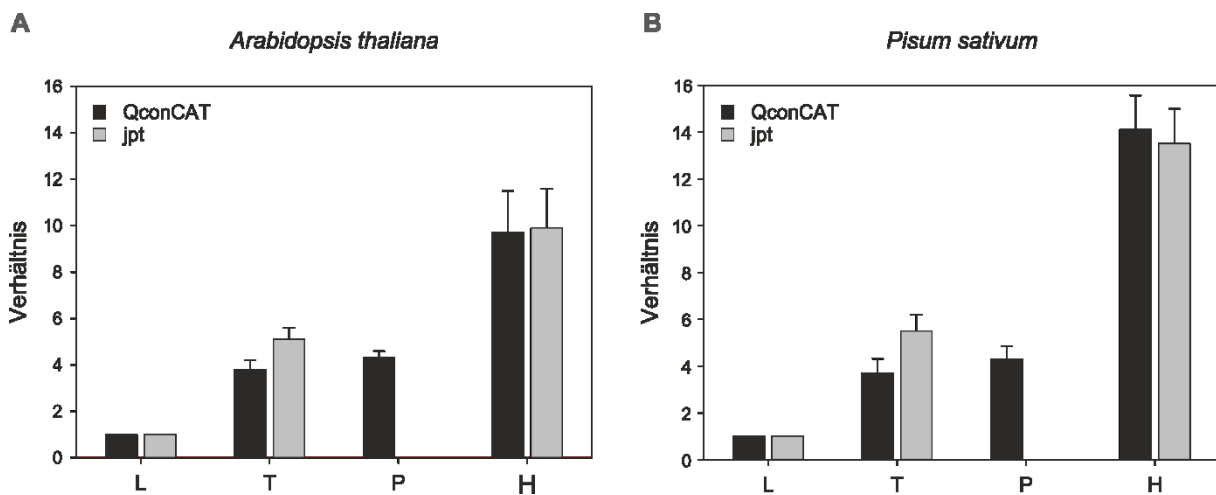 A
Arabidopsis thaliana
16
14
12
10
8
6
4
2
0
Verhältnis
QconCAT
jpt
L T P H
B
Pisum sativum
16
14
12
10
8
6
4
2
0
Verhältnis
QconCAT
jpt
L T P H